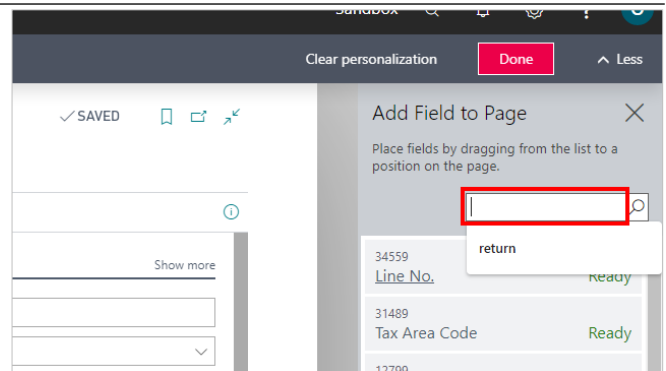 Sandbox
Clear personalization Done Less
SAVED
Add Field to Page
Place fields by dragging from the list to a
position on the page.
return
Show more
34559
Line No. Ready
31489
Tax Area Code Ready
12799